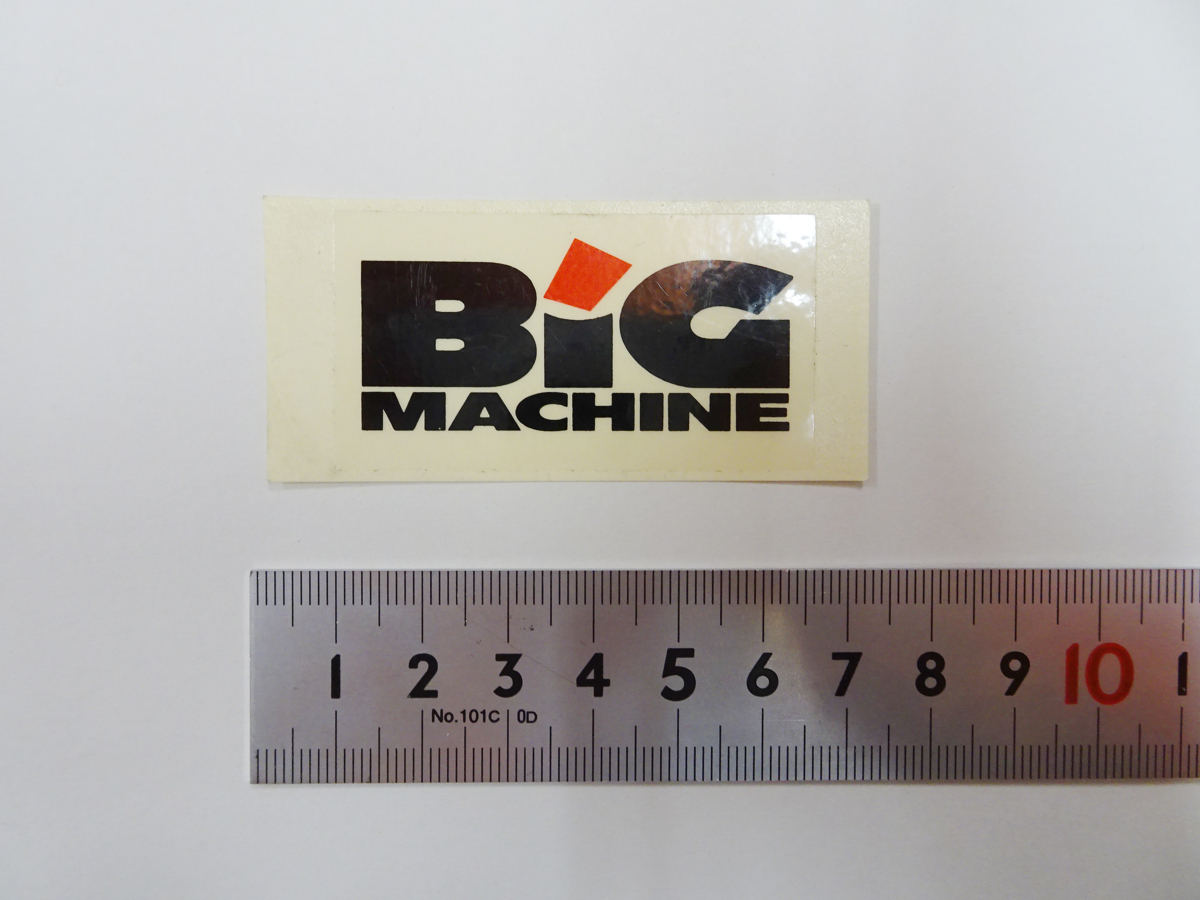 BiG
MACHINE
1 2 3 4 5 6 7 8 9 10 1
No.101C 0D